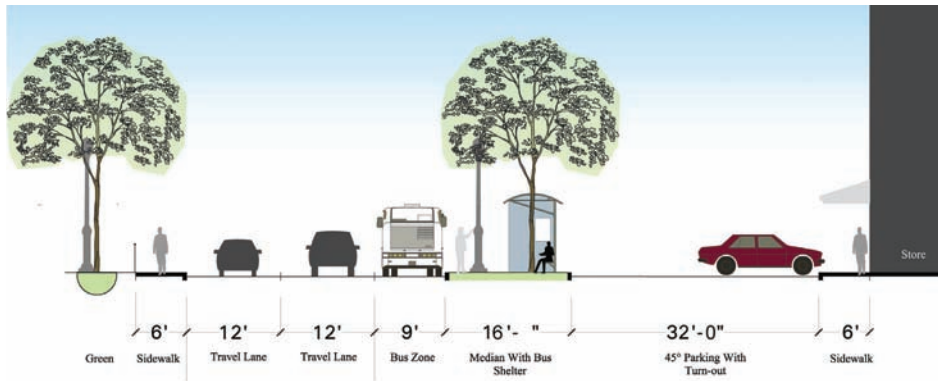 Store
6' 12' 12' 9' 16'- " 32'-0" 6'
Green Sidewalk Travel Lane Travel Lane Bus Zone Median With Bus Shelter 45° Parking With Turn-out Sidewalk